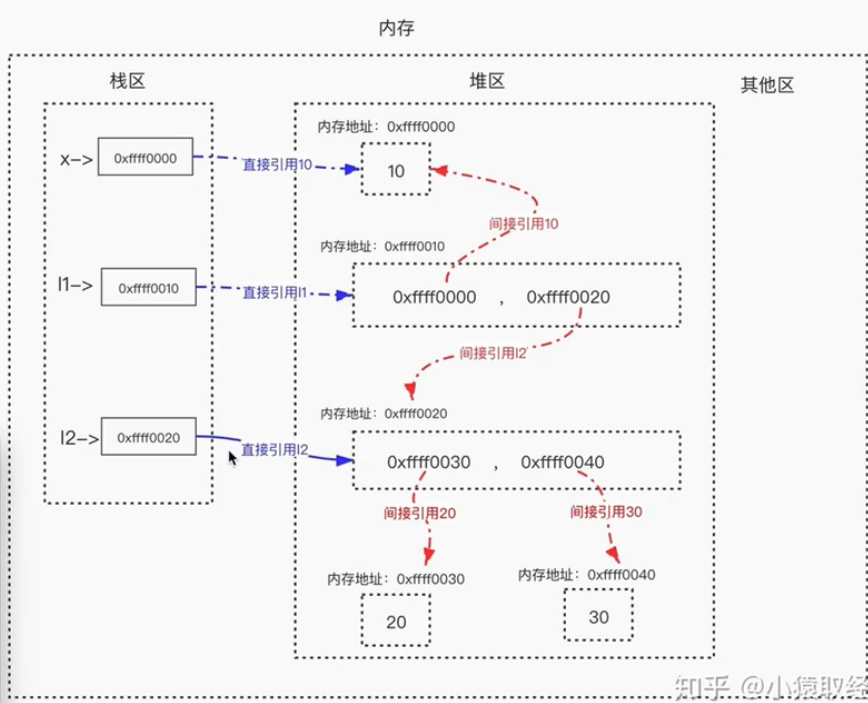 内存
栈区
堆区
其他区
内存地址：0xffff0000
x->
0xffff0000
直接引用10
10
间接引用10
内存地址：0xffff0010
l1->
0xffff0010
直接引用l1
0xffff0000 ， 0xffff0020
间接引用l2
内存地址：0xffff0020
l2->
0xffff0020
直接引用l2
0xffff0030 ， 0xffff0040
间接引用20
间接引用30
内存地址：0xffff0030
内存地址：0xffff0040
20
30
知乎 @小猿取经